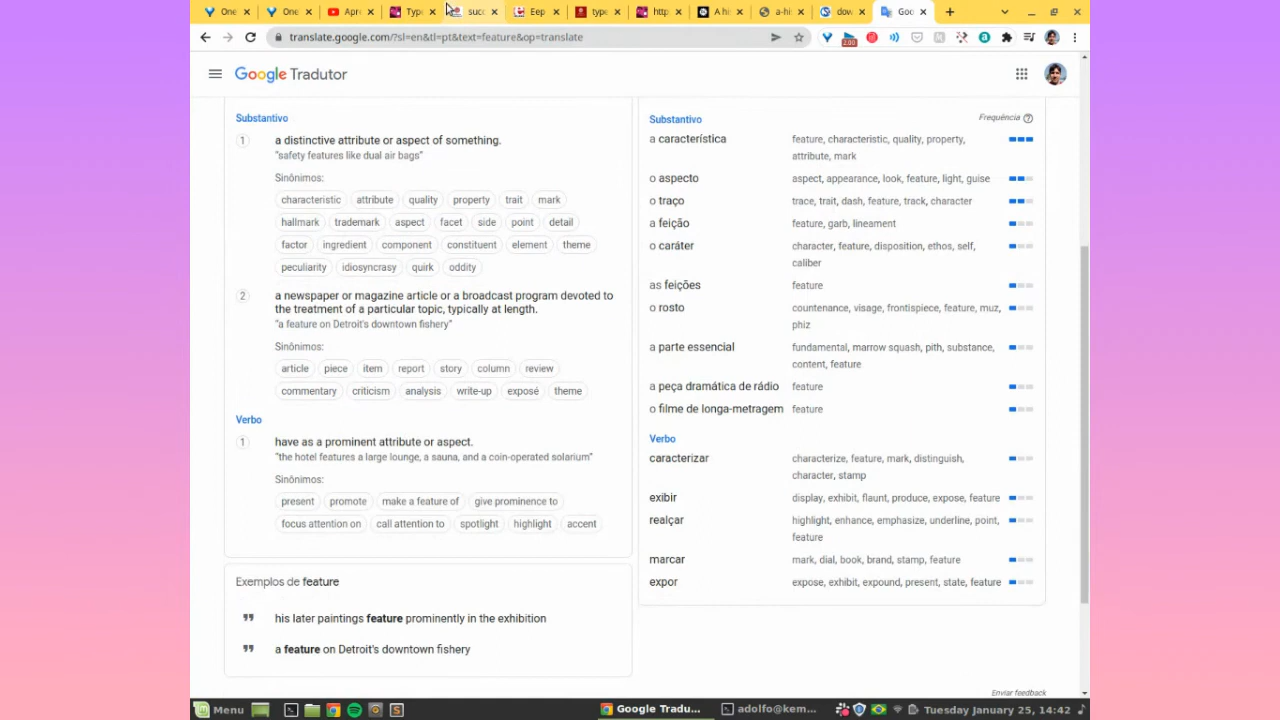 One
One
Apre
Type
succ
Eep
type
http
A hi
a-his
dow
Goo
translate.google.com/?sl=en&tl=pt&text=feature&op=translate
2.00
Google Tradutor
Substantivo
1
a distinctive attribute or aspect of something.
"safety features like dual air bags"
Sinônimos:
characteristic attribute quality property trait mark
hallmark trademark aspect facet side point detail
factor ingredient component constituent element theme
peculiarity idiosyncrasy quirk oddity
2
a newspaper or magazine article or a broadcast program devoted to
the treatment of a particular topic, typically at length.
"a feature on Detroit's downtown fishery"
Sinônimos:
article piece item report story column review
commentary criticism analysis write-up exposé theme
Verbo
1
have as a prominent attribute or aspect.
"the hotel features a large lounge, a sauna, and a coin-operated solarium"
Sinônimos:
present promote make a feature of give prominence to
focus attention on call attention to spotlight highlight accent
Exemplos de feature
his later paintings feature prominently in the exhibition
a feature on Detroit's downtown fishery
Substantivo Frequência
a característica feature, characteristic, quality, property,
attribute, mark
o aspecto aspect, appearance, look, feature, light, guise
o traço trace, trait, dash, feature, track, character
a feição feature, garb, lineament
o caráter character, feature, disposition, ethos, self,
caliber
as feições feature
o rosto countenance, visage, frontispiece, feature, muz,
phiz
a parte essencial fundamental, marrow squash, pith, substance,
content, feature
a peça dramática de rádio feature
o filme de longa-metragem feature
Verbo
caracterizar characterize, feature, mark, distinguish,
character, stamp
exibir display, exhibit, flaunt, produce, expose, feature
realçar highlight, enhance, emphasize, underline, point,
feature
marcar mark, dial, book, brand, stamp, feature
expor expose, exhibit, expound, present, state, feature
Enviar feedback
Menu
Google Tradu...
adolfo@kem...
Tuesday January 25, 14:42